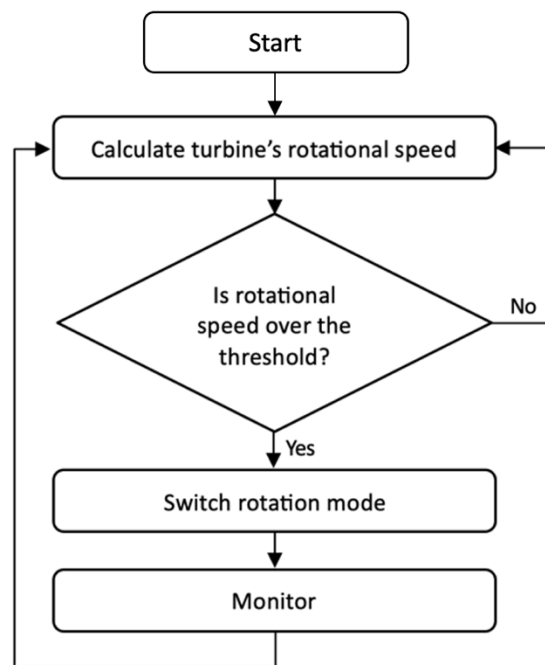 Start
Calculate turbine’s rotational speed
Is rotational
speed over the
threshold?
No
Yes
Switch rotation mode
Monitor